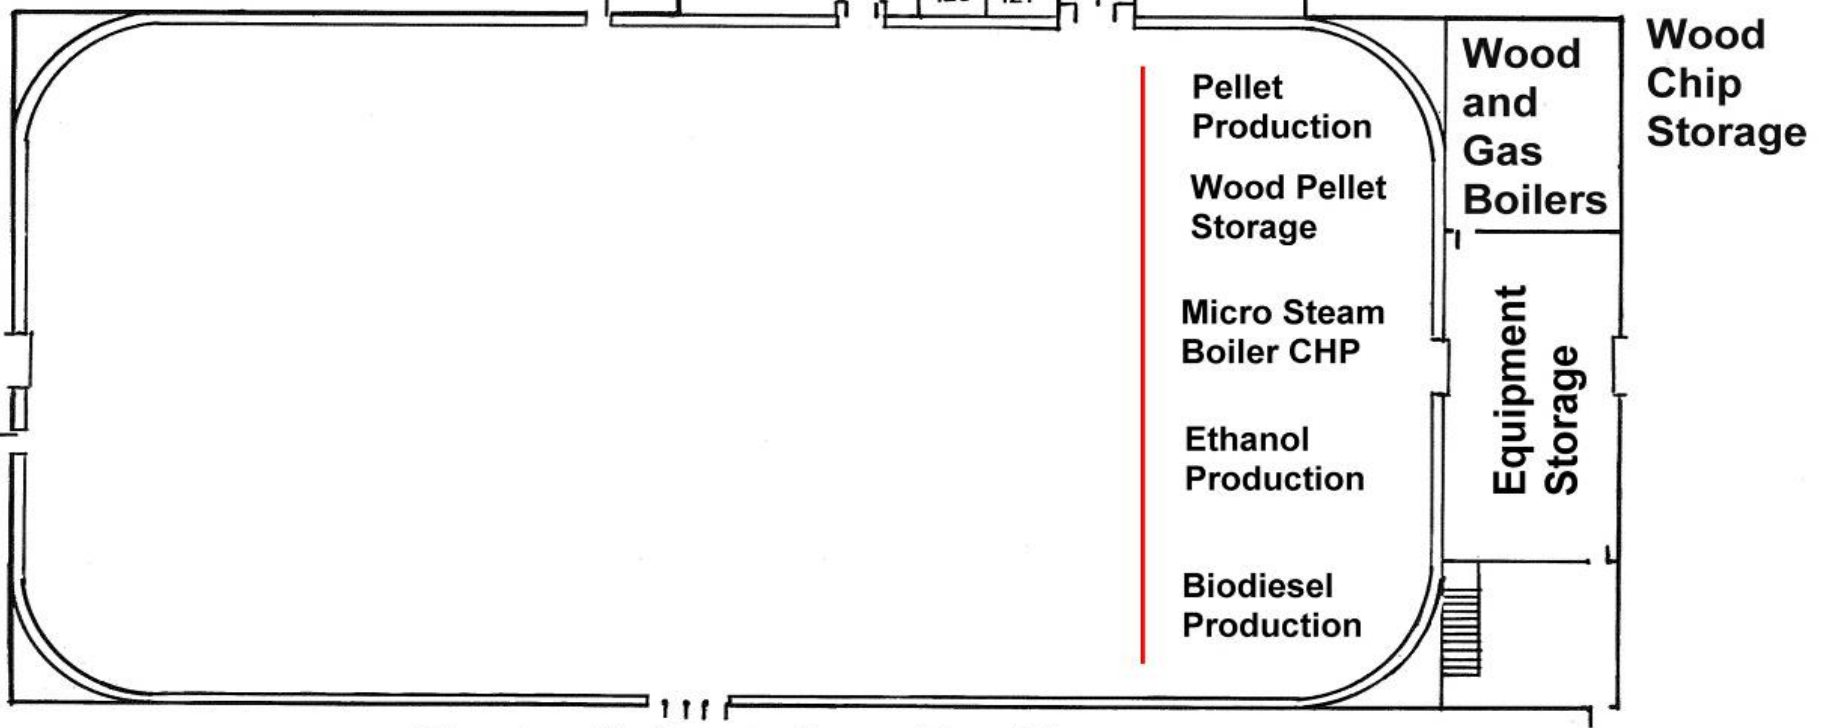 Pellet
Production
Wood Pellet
Storage
Micro Steam
Boiler CHP
Ethanol
Production
Biodiesel
Production
Wood
and
Gas
Boilers
Equipment
Storage
Wood
Chip
Storage